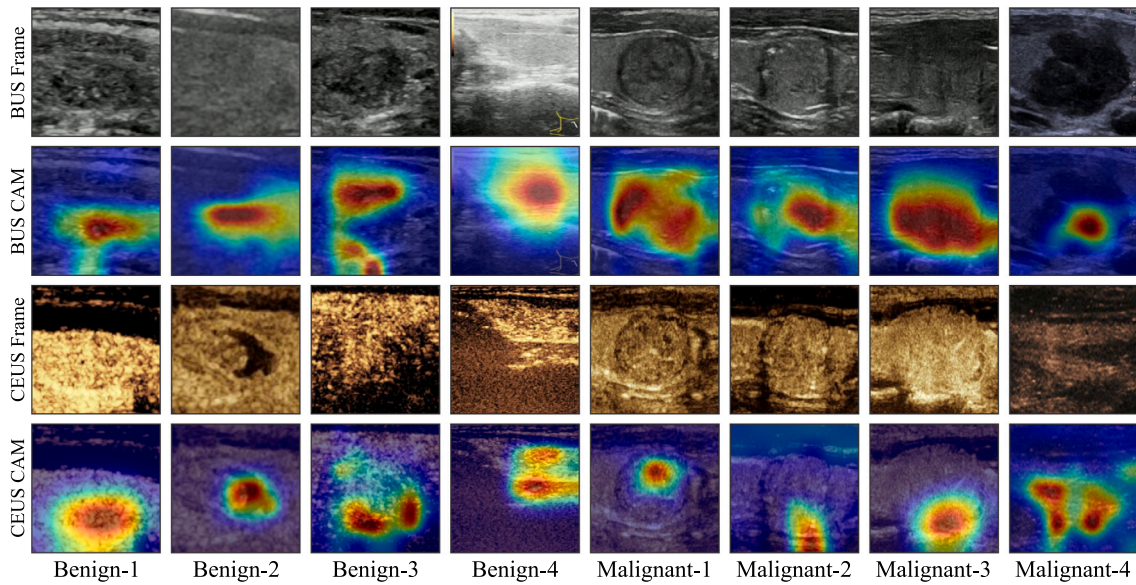 BUS Frame
BUS CAM
CEUS Frame
CEUS CAM
Benign-1 Benign-2 Benign-3 Benign-4 Malignant-1 Malignant-2 Malignant-3 Malignant-4